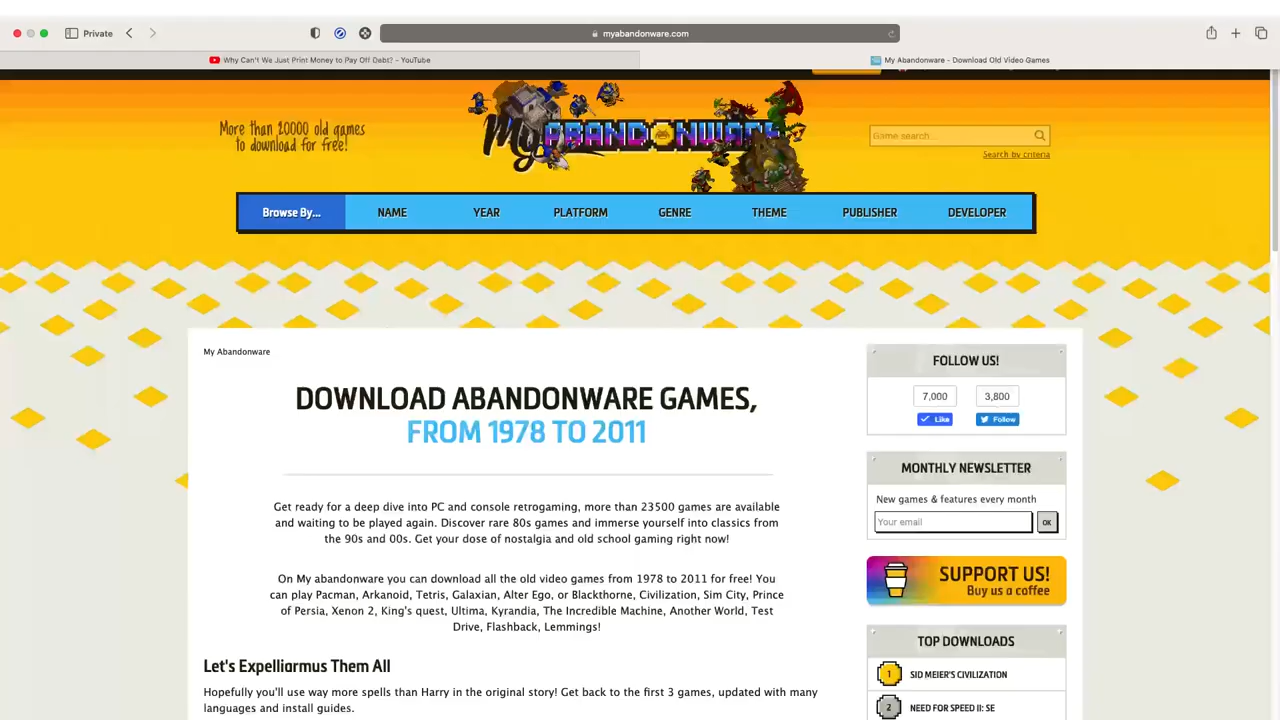 Private
myabandonware.com
Why Can't We Just Print Money to Pay Off Debt? - YouTube
My Abandonware - Download Old Video Games
More than 20000 old games
to download for free!
My ABANDONWARE
Game search...
Search by criteria
Browse By...
NAME
YEAR
PLATFORM
GENRE
THEME
PUBLISHER
DEVELOPER
My Abandonware
DOWNLOAD ABANDONWARE GAMES,
FROM 1978 TO 2011
Get ready for a deep dive into PC and console retrogaming, more than 23500 games are available
and waiting to be played again. Discover rare 80s games and immerse yourself into classics from
the 90s and 00s. Get your dose of nostalgia and old school gaming right now!
On My abandonware you can download all the old video games from 1978 to 2011 for free! You
can play Pacman, Arkanoid, Tetris, Galaxian, Alter Ego, or Blackthorne, Civilization, Sim City, Prince
of Persia, Xenon 2, King's quest, Ultima, Kyrandia, The Incredible Machine, Another World, Test
Drive, Flashback, Lemmings!
Let's Expelliarmus Them All
Hopefully you'll use way more spells than Harry in the original story! Get back to the first 3 games, updated with many
languages and install guides.
FOLLOW US!
7,000
3,800
Like
Follow
MONTHLY NEWSLETTER
New games & features every month
Your email
OK
SUPPORT US!
Buy us a coffee
TOP DOWNLOADS
1
SID MEIER'S CIVILIZATION
2
NEED FOR SPEED II: SE